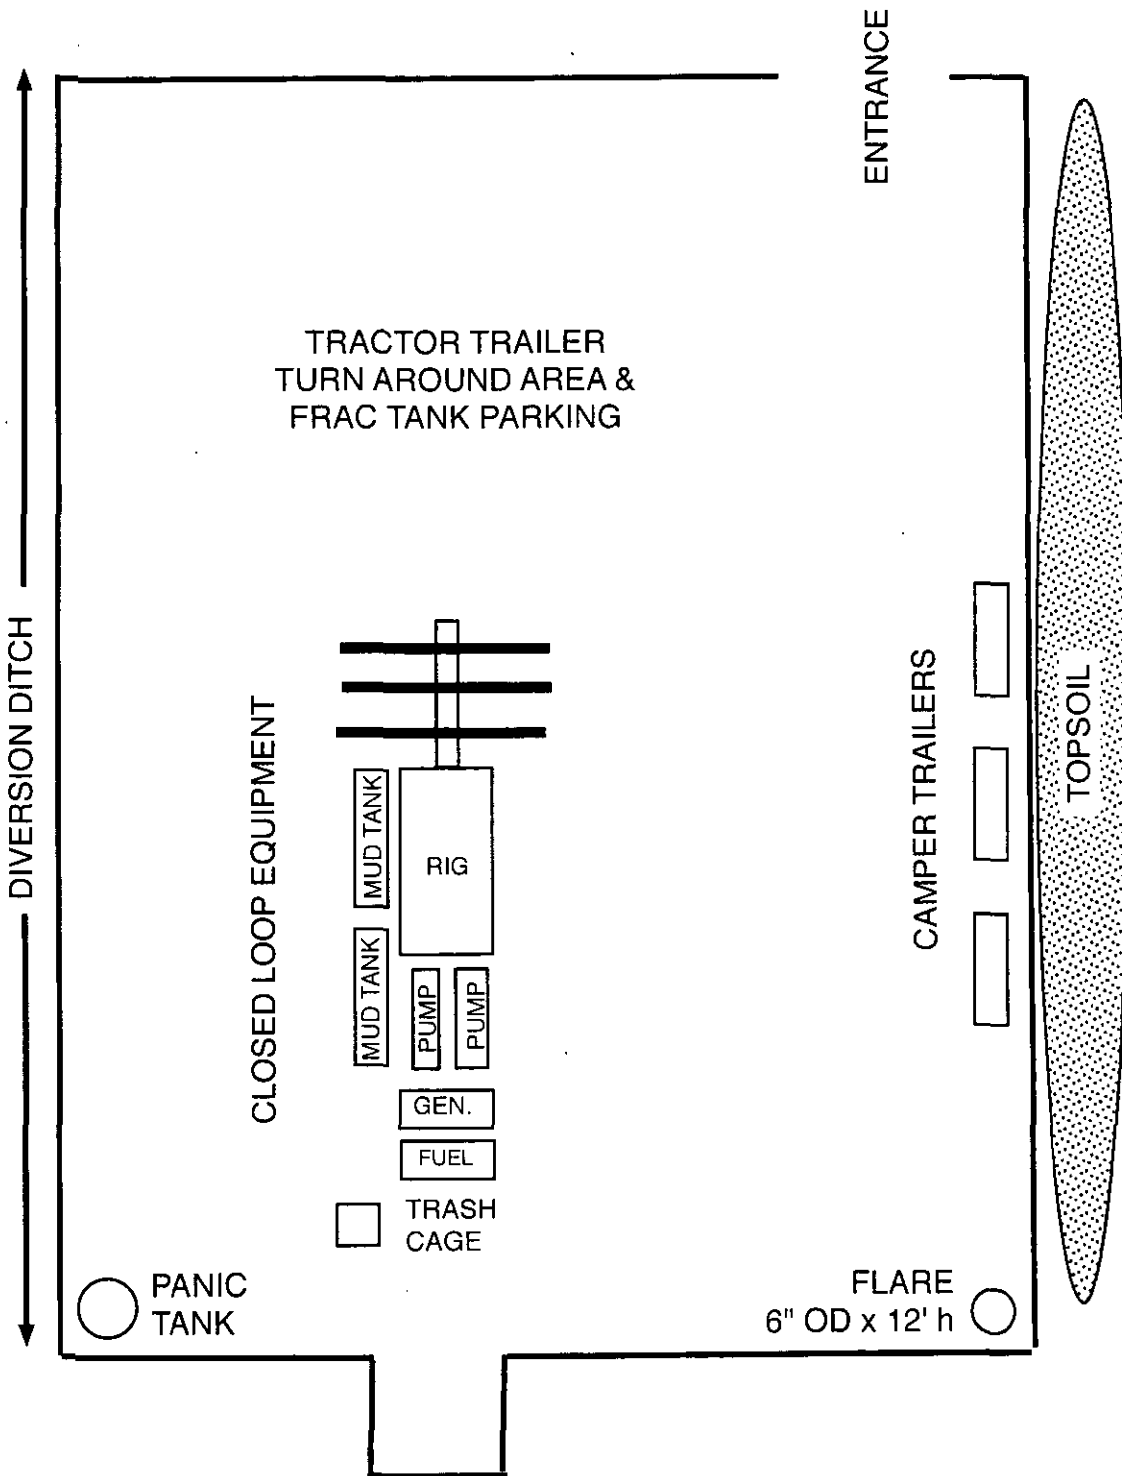 ENTRANCE
TRACTOR TRAILER
TURN AROUND AREA &
FRAC TANK PARKING
DIVERSION DITCH
CLOSED LOOP EQUIPMENT
MUD TANK
RIG
MUD TANK
PUMP
PUMP
GEN.
FUEL
TRASH
CAGE
CAMPER TRAILERS
TOPSOIL
PANIC
TANK
FLARE
6" OD x 12' h